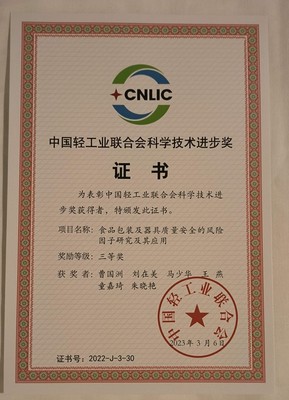 CNLIC
中国轻工业联合会科学技术进步奖
证书
为表彰中国轻工业联合会科学技术进
步奖获得者，特颁发此证书。
项目名称：食品包装及器具质量安全的风险
因子研究及其应用
奖励等级：三等奖
获奖者：曹国洲 刘在美 马少华 王燕
童嘉琦 朱晓艳
中国轻工业联合会
2023年3月6日
证书号：2022-J-3-30